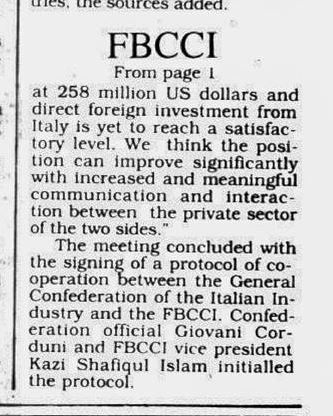 tries, the sources added.
FBCCI
From page 1
at 258 million US dollars and
direct foreign investment from
Italy is yet to reach a satisfac-
tory level. We think the posi-
tion can improve significantly
with increased and meaningful
communication and interac-
tion between the private sector
of the two sides."
The meeting concluded with
the signing of a protocol of co-
operation between the General
Confederation of the Italian In-
dustry and the FBCCI. Confed-
eration official Giovani Cor-
duni and FBCCI vice president
Kazi Shafiqul Islam initialled
the protocol.